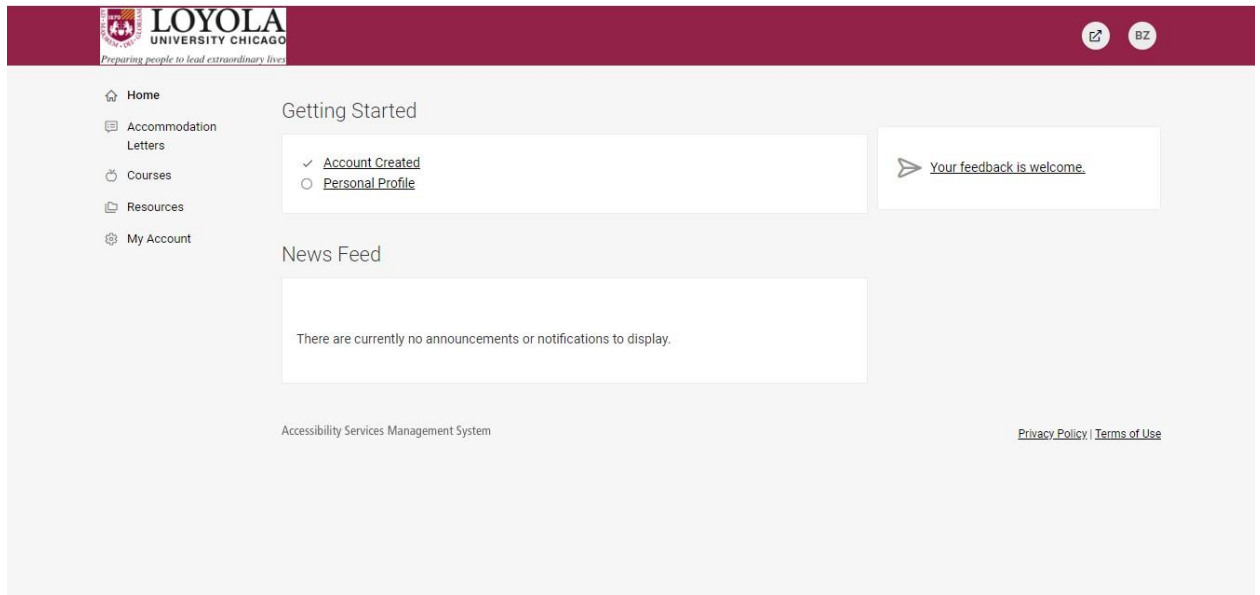 1870
LOYOLA
UNIVERSITY CHICAGO
Preparing people to lead extraordinary lives
BZ
Home
Accommodation
Letters
Courses
Resources
My Account
Getting Started
Account Created
Personal Profile
Your feedback is welcome.
News Feed
There are currently no announcements or notifications to display.
Accessibility Services Management System
Privacy Policy | Terms of Use